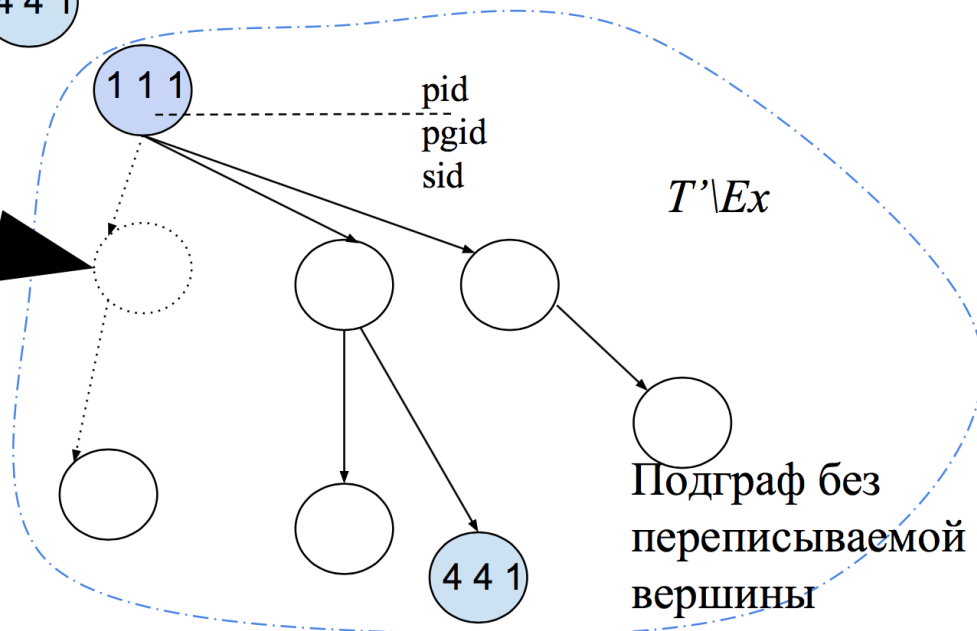 4 4 1
1 1 1
pid
pgid
sid
T’\Ex
Подграф без
переписываемой
вершины
4 4 1